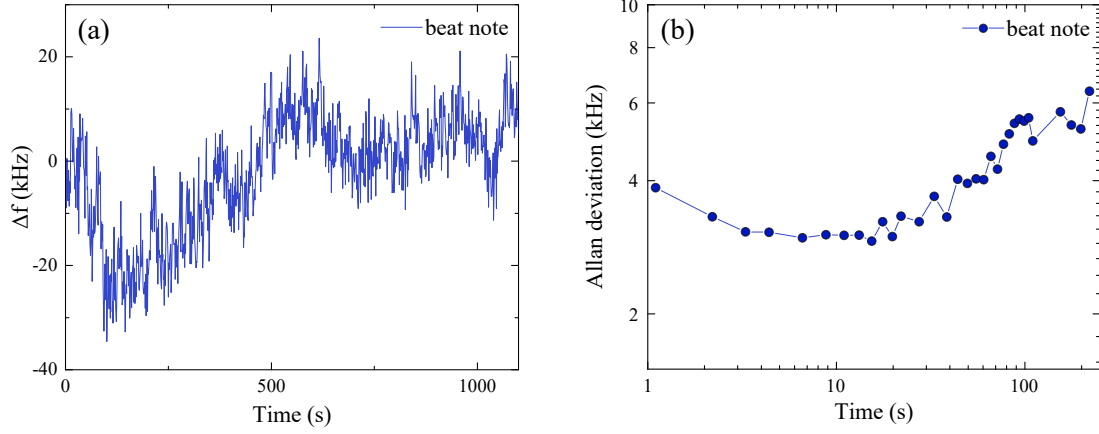 (a)
beat note
20
0
-20
-40
Δf (kHz)
0
500
1000
Time (s)
(b)
beat note
10
8
6
4
2
Allan deviation (kHz)
1
10
100
Time (s)